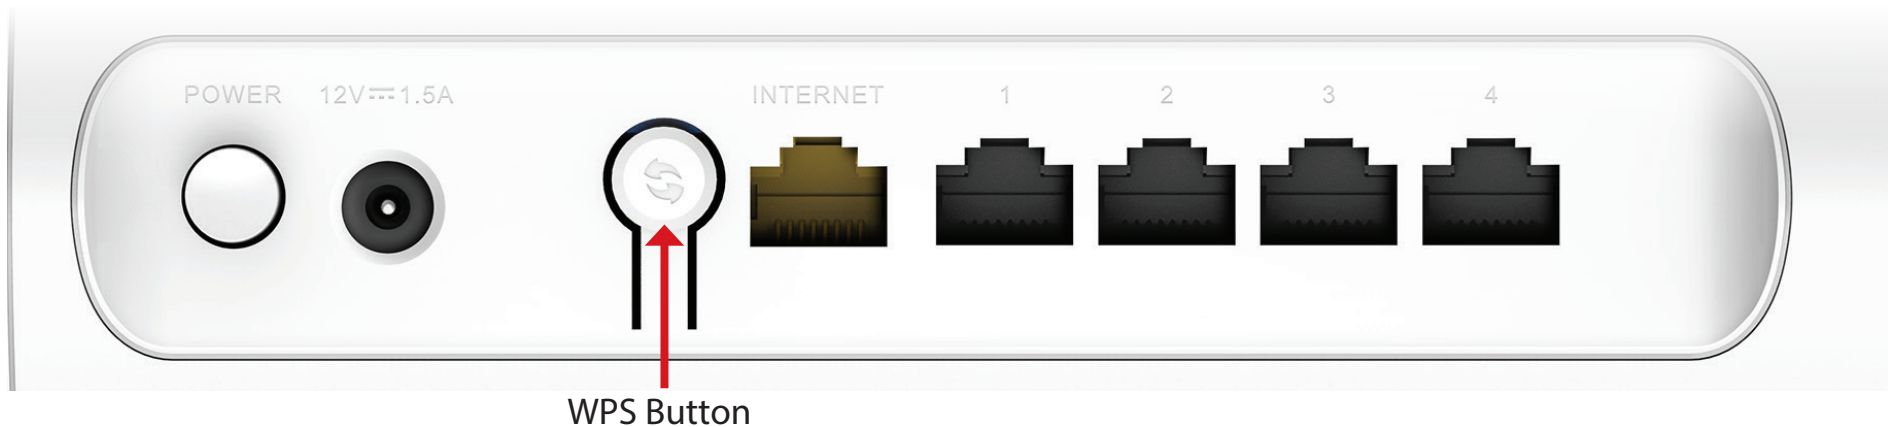 POWER
12V⎓1.5A
INTERNET
1
2
3
4
WPS Button